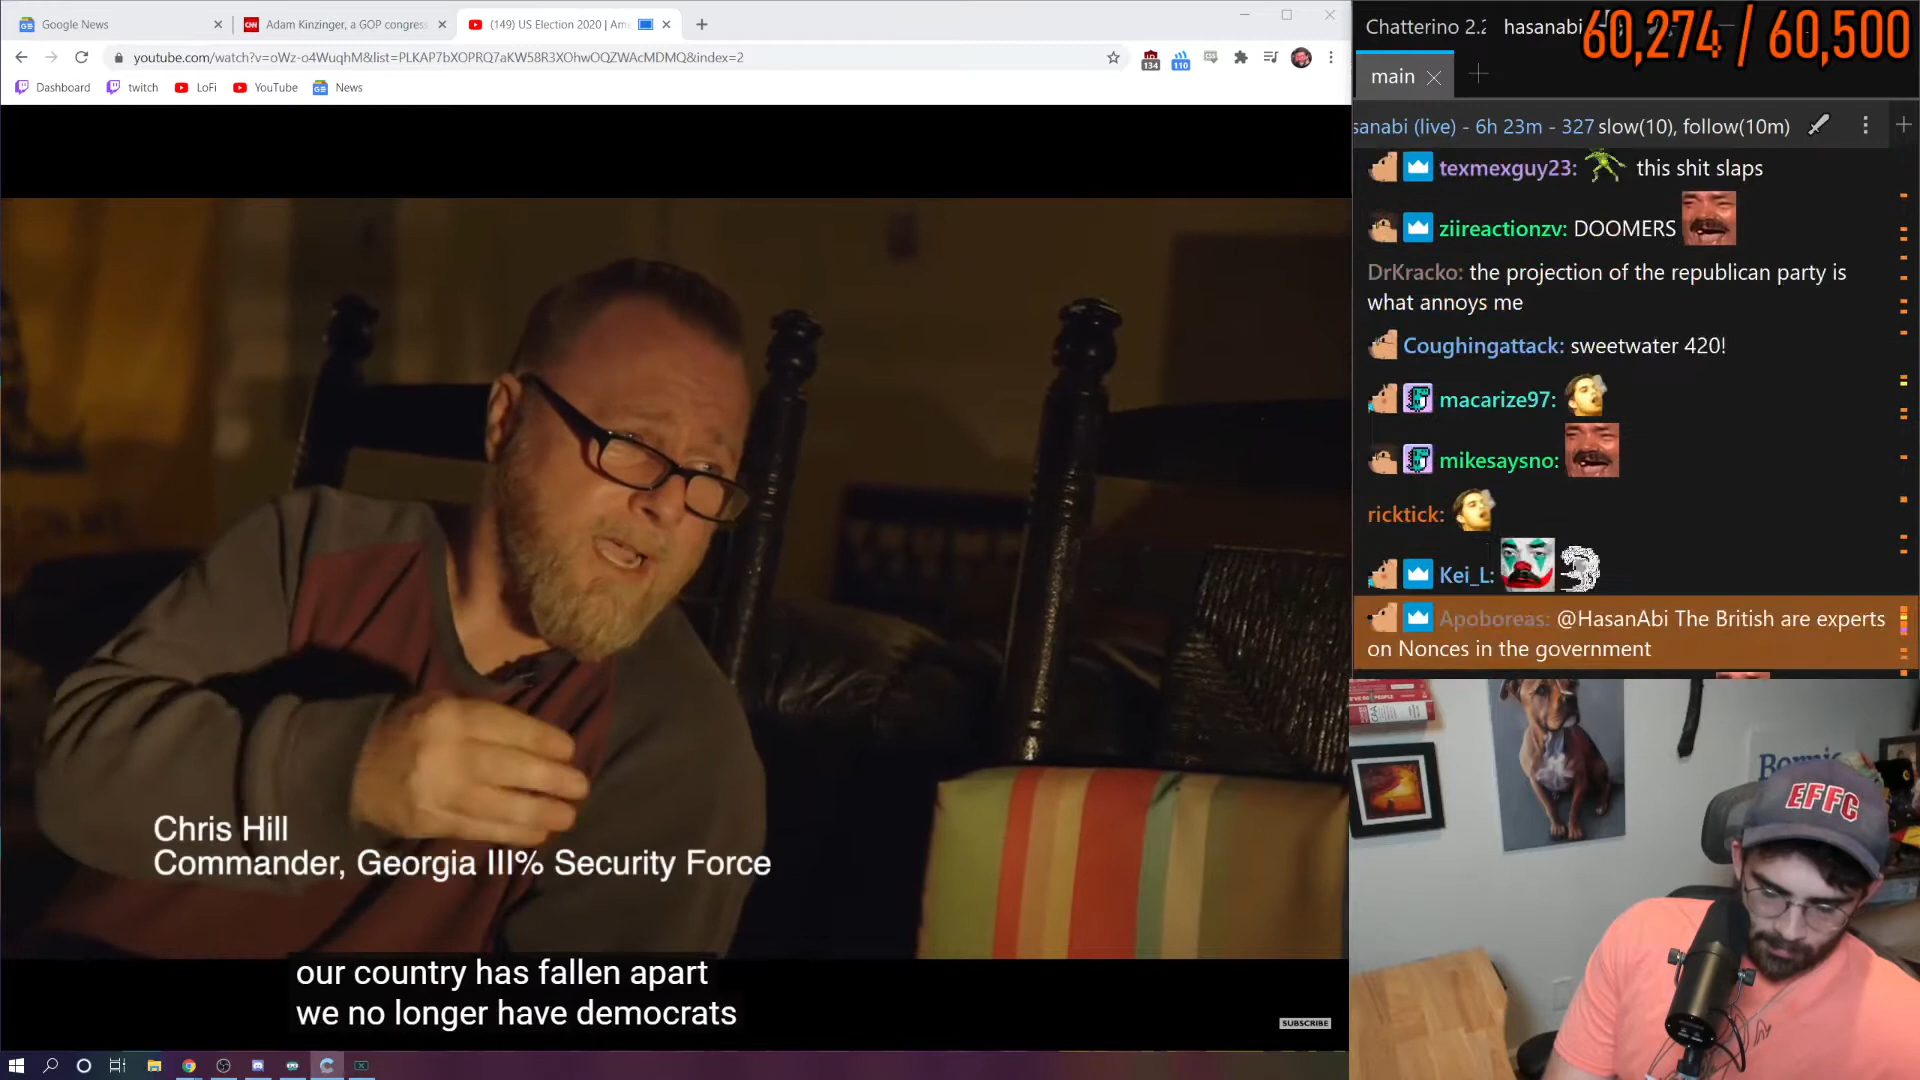 Google News
Adam Kinzinger, a GOP congress
(149) US Election 2020 | Am
youtube.com/watch?v=oWz-o4WuqhM&list=PLKAP7bXOPRQ7aKW58R3XOhwOQZWAcMDMQ&index=2
134
110
Dashboard
twitch
LoFi
YouTube
News
Chris Hill
Commander, Georgia III% Security Force
our country has fallen apart
we no longer have democrats
SUBSCRIBE
Chatterino 2.2
hasanabi
60,274 / 60,500
main
sanabi (live) - 6h 23m - 327 slow(10), follow(10m)
texmexguy23: this shit slaps
ziireactionzv: DOOMERS
DrKracko: the projection of the republican party is
what annoys me
Coughingattack: sweetwater 420!
macarize97:
mikesaysno:
ricktick:
Kei_L:
Apoboreas: @HasanAbi The British are experts
on Nonces in the government
Bernie
EFFC